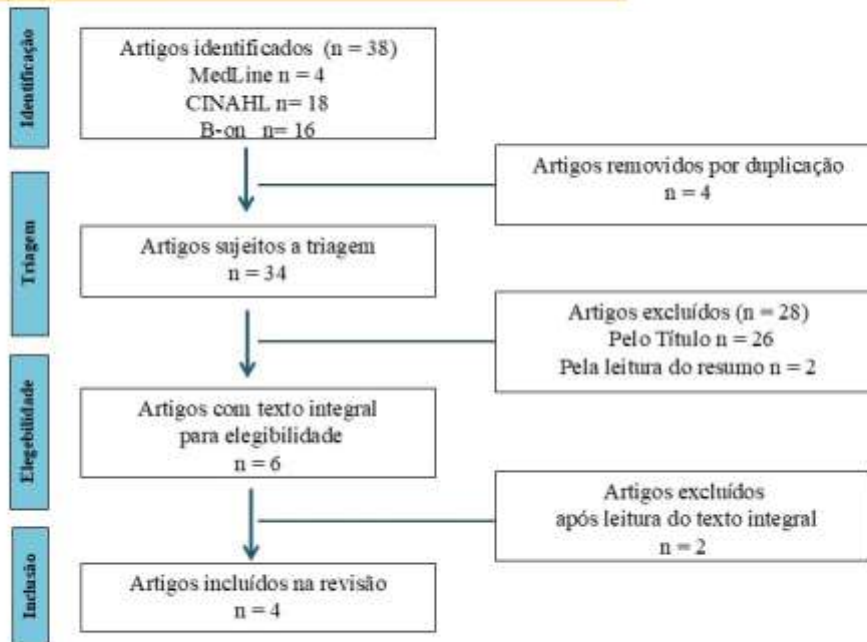 Identificação
Artigos identificados (n = 38)
MedLine n = 4
CINAHL n= 18
B-on n= 16
Artigos removidos por duplicação
n = 4
Triagem
Artigos sujeitos a triagem
n = 34
Artigos excluídos (n = 28)
Pelo Título n = 26
Pela leitura do resumo n = 2
Elegebilidade
Artigos com texto integral
para elegibilidade
n = 6
Artigos excluídos
após leitura do texto integral
n = 2
Inclusão
Artigos incluídos na revisão
n = 4